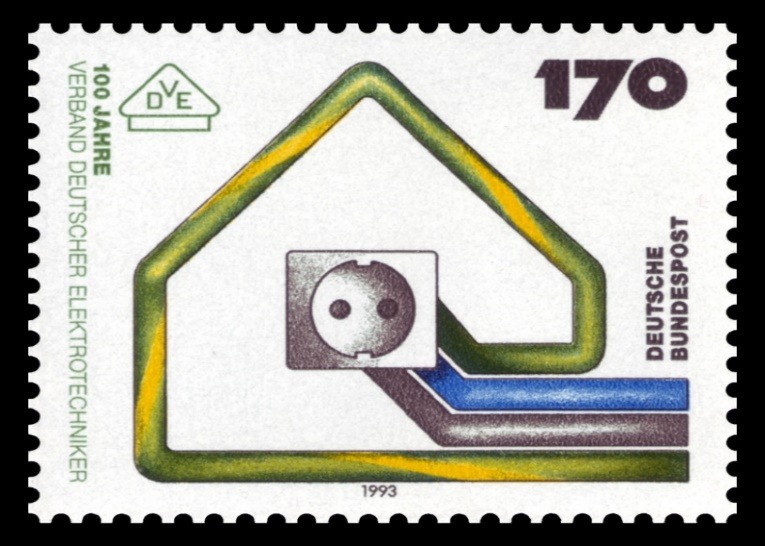 100 JAHRE
VERBAND DEUTSCHER ELEKTROTECHNIKER
DVE
170
DEUTSCHE
BUNDESPOST
1993